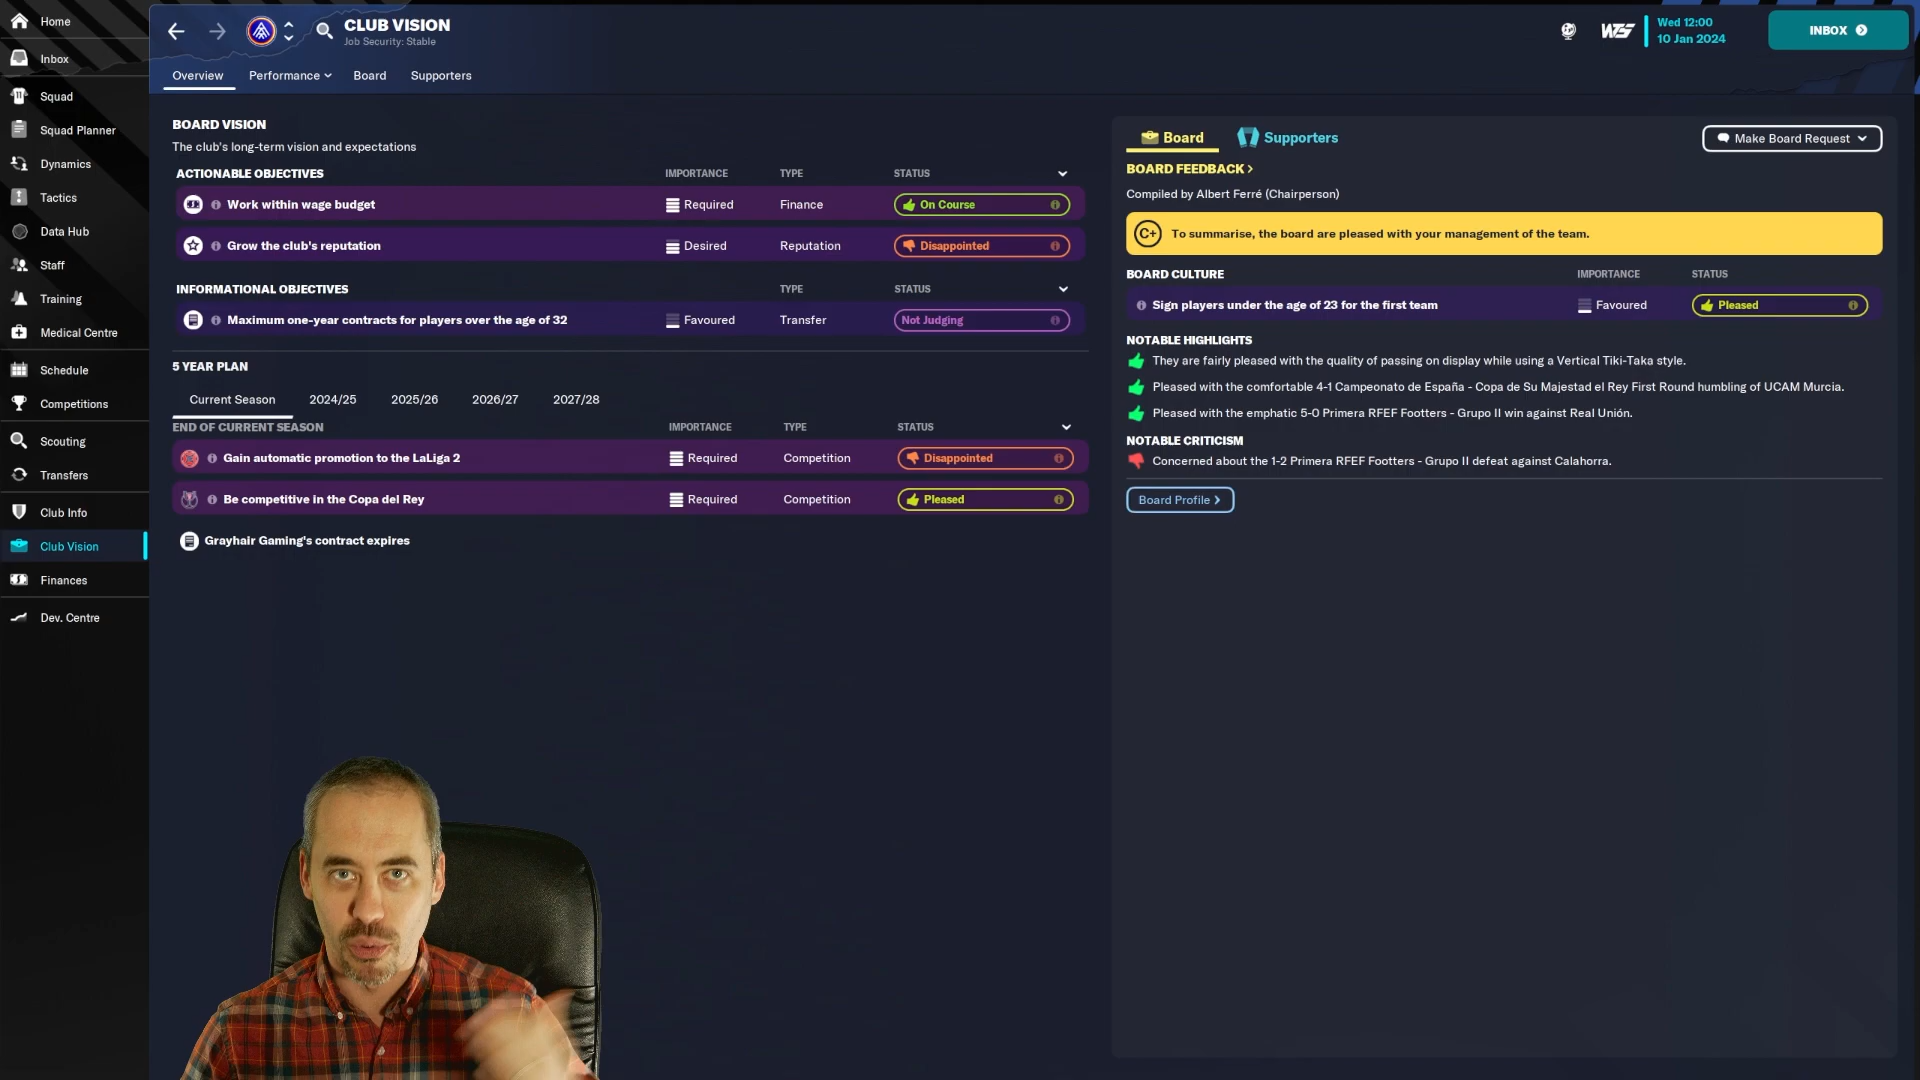 Home
Inbox
Squad
Squad Planner
Dynamics
Tactics
Data Hub
Staff
Training
Medical Centre
Schedule
Competitions
Scouting
Transfers
Club Info
Club Vision
Finances
Dev. Centre
CLUB VISION
Job Security: Stable
Wed 12:00
10 Jan 2024
INBOX
Overview Performance Board Supporters
BOARD VISION
The club's long-term vision and expectations
ACTIONABLE OBJECTIVES IMPORTANCE TYPE STATUS
Work within wage budget Required Finance On Course
Grow the club's reputation Desired Reputation Disappointed
INFORMATIONAL OBJECTIVES TYPE STATUS
Maximum one-year contracts for players over the age of 32 Favoured Transfer Not Judging
5 YEAR PLAN
Current Season 2024/25 2025/26 2026/27 2027/28
END OF CURRENT SEASON IMPORTANCE TYPE STATUS
Gain automatic promotion to the LaLiga 2 Required Competition Disappointed
Be competitive in the Copa del Rey Required Competition Pleased
Grayhair Gaming's contract expires
Board Supporters Make Board Request
BOARD FEEDBACK >
Compiled by Albert Ferré (Chairperson)
C+ To summarise, the board are pleased with your management of the team.
BOARD CULTURE IMPORTANCE STATUS
Sign players under the age of 23 for the first team Favoured Pleased
NOTABLE HIGHLIGHTS
They are fairly pleased with the quality of passing on display while using a Vertical Tiki-Taka style.
Pleased with the comfortable 4-1 Campeonato de España - Copa de Su Majestad el Rey First Round humbling of UCAM Murcia.
Pleased with the emphatic 5-0 Primera RFEF Footters - Grupo II win against Real Unión.
NOTABLE CRITICISM
Concerned about the 1-2 Primera RFEF Footters - Grupo II defeat against Calahorra.
Board Profile >